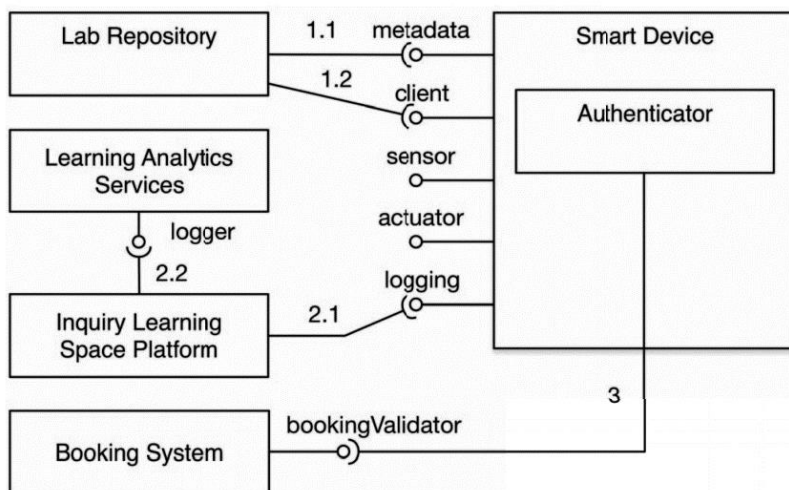 Lab Repository
1.1
metadata
Smart Device
1.2
client
Authenticator
Learning Analytics
Services
sensor
logger
actuator
2.2
logging
Inquiry Learning
Space Platform
2.1
3
bookingValidator
Booking System